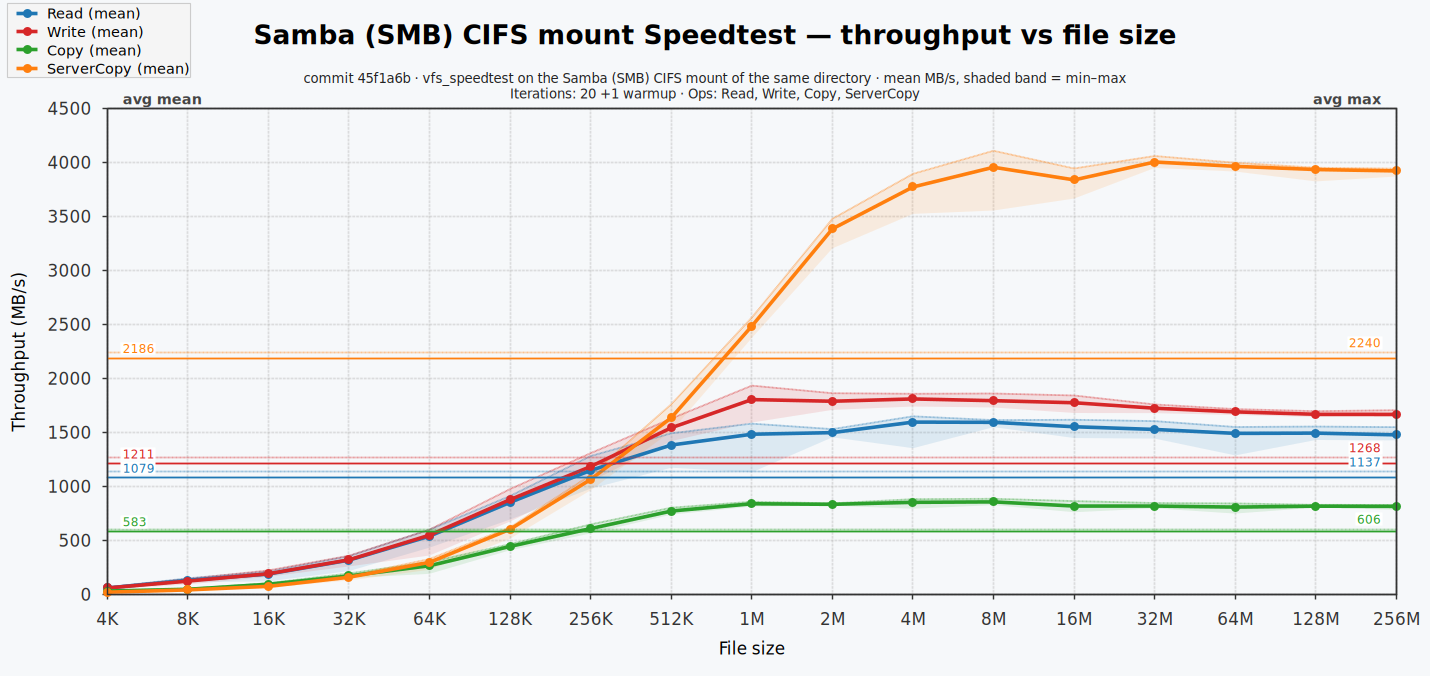 Read (mean)
Write (mean)
Copy (mean)
ServerCopy (mean)
Samba (SMB) CIFS mount Speedtest — throughput vs file size
commit 45f1a6b · vfs_speedtest on the Samba (SMB) CIFS mount of the same directory · mean MB/s, shaded band = min–max
Iterations: 20 +1 warmup · Ops: Read, Write, Copy, ServerCopy
avg mean
avg max
4500
4000
3500
3000
2500
2000
1500
1000
500
0
Throughput (MB/s)
2186
2240
1211
1268
1079
1137
583
606
4K 8K 16K 32K 64K 128K 256K 512K 1M 2M 4M 8M 16M 32M 64M 128M 256M
File size